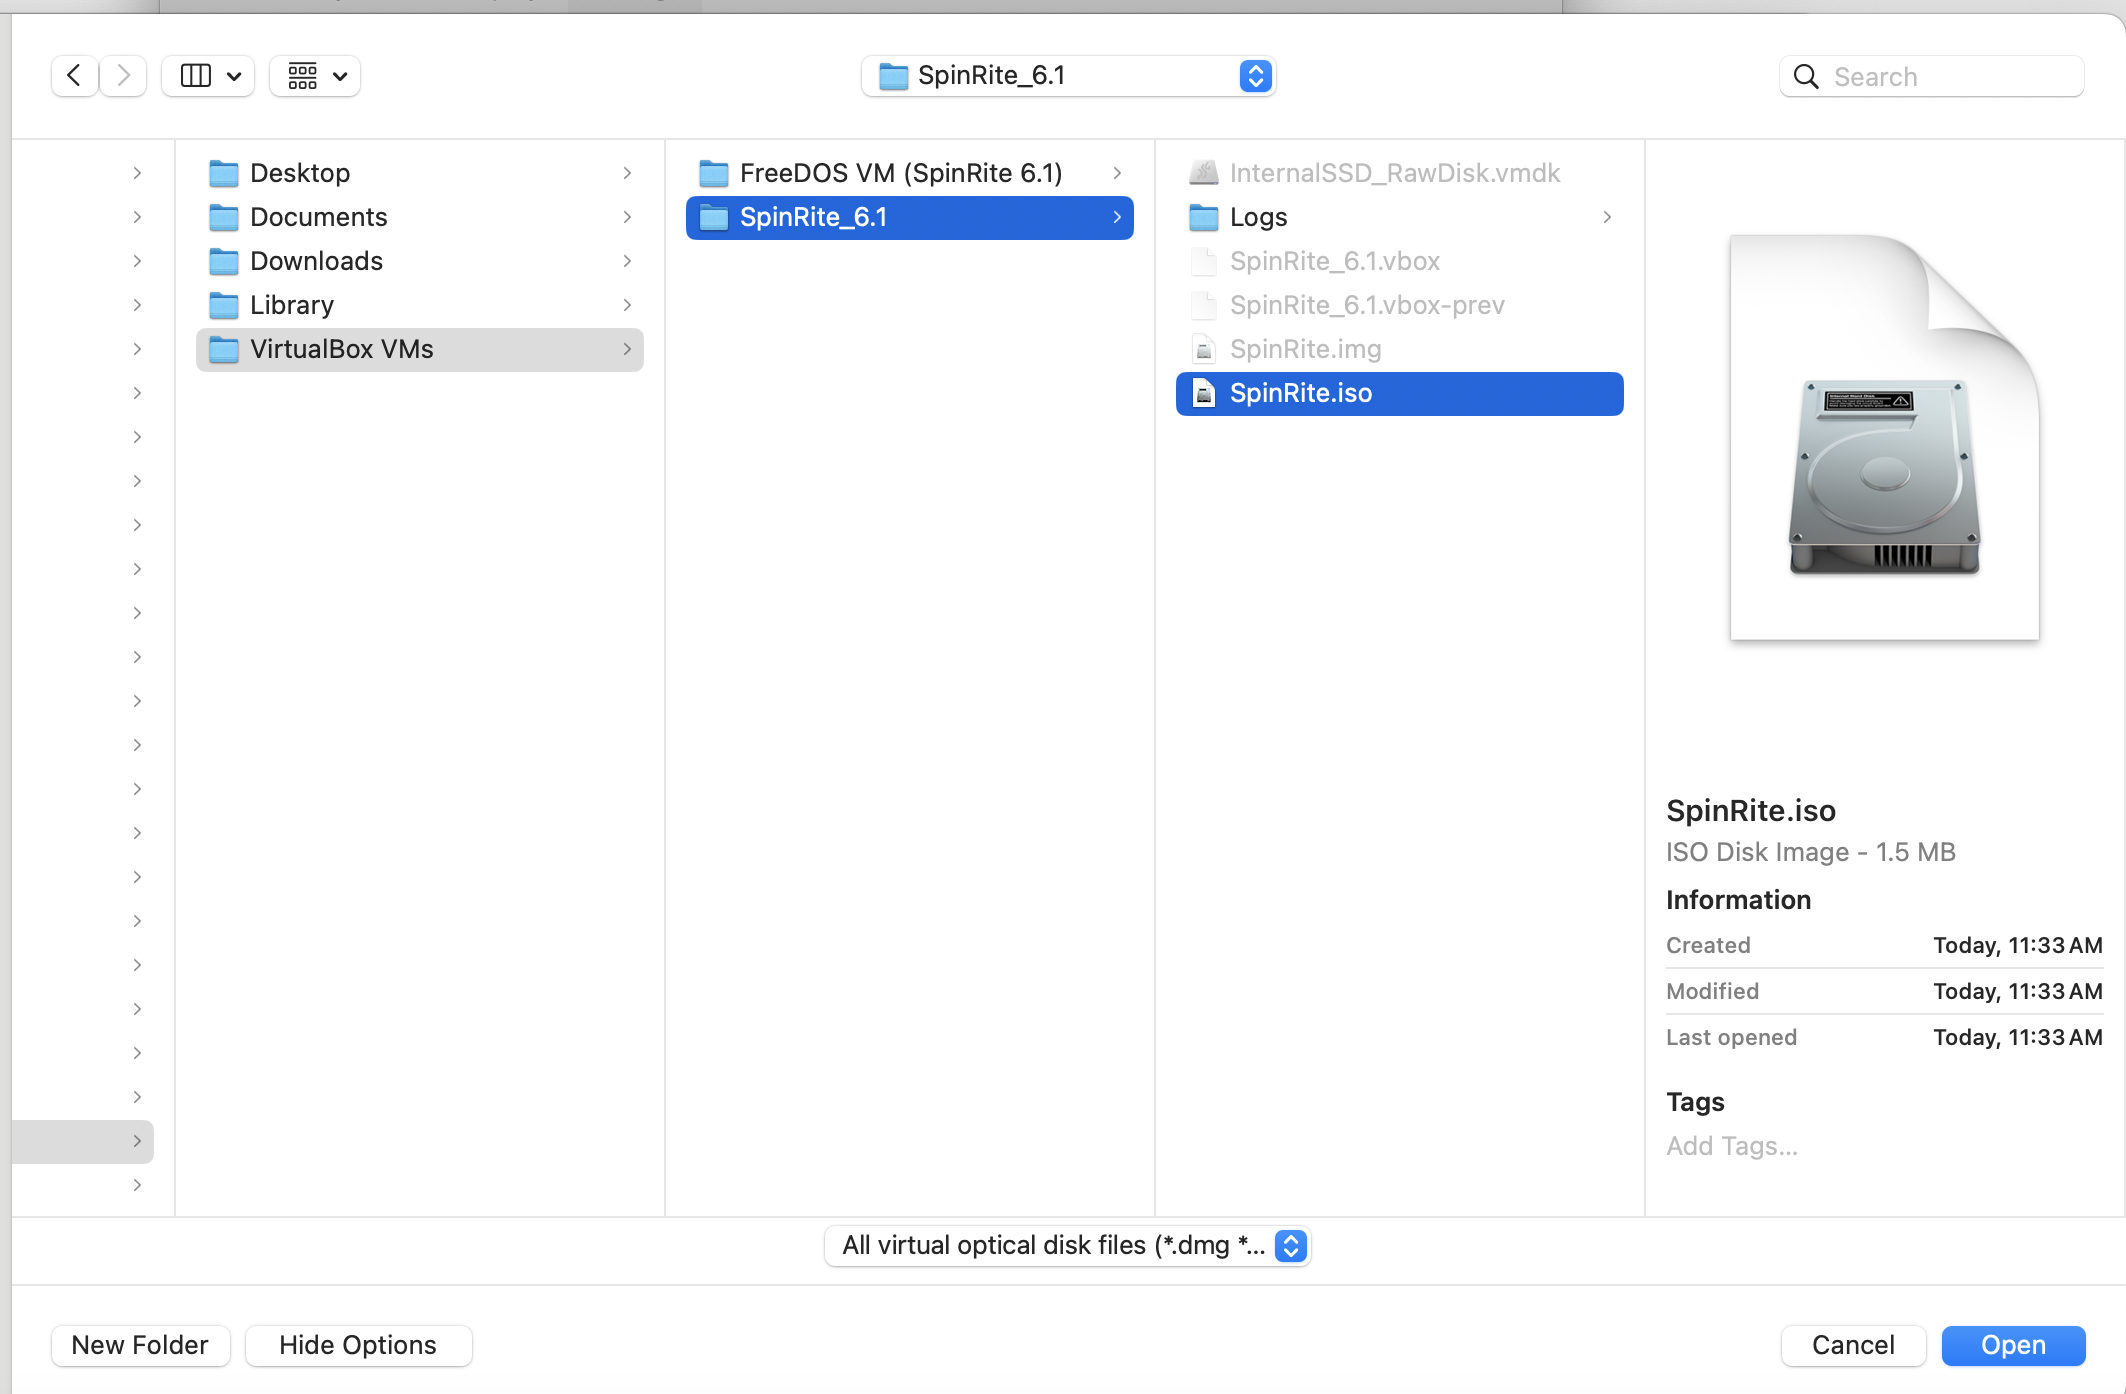 SpinRite_6.1
Search
Desktop
Documents
Downloads
Library
VirtualBox VMs
FreeDOS VM (SpinRite 6.1)
SpinRite_6.1
InternalSSD_RawDisk.vmdk
Logs
SpinRite_6.1.vbox
SpinRite_6.1.vbox-prev
SpinRite.img
SpinRite.iso
SpinRite.iso
ISO Disk Image - 1.5 MB
Information
Created Today, 11:33 AM
Modified Today, 11:33 AM
Last opened Today, 11:33 AM
Tags
Add Tags...
All virtual optical disk files (*.dmg *...
New Folder
Hide Options
Cancel
Open